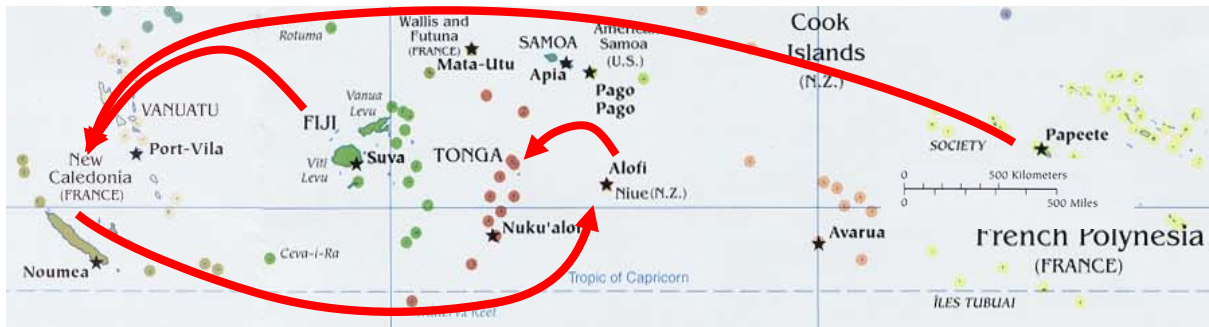 Rotuma
Wallis and
Futuna
(FRANCE)
Mata-Utu
SAMOA
Apia
American
Samoa
(U.S.)
Pago
Pago
Cook
Islands
(N.Z.)
VANUATU
Port-Vila
New
Caledonia
(FRANCE)
Noumea
FIJI
Vanua
Levu
Viti
Levu
Suva
Ceva-i-Ra
TONGA
Alofi
Niue (N.Z.)
Avarua
SOCIETY
Papeete
0 500 Kilometers
0 500 Miles
French Polynesia
(FRANCE)
Tropic of Capricorn
ÎLES TUBUAI